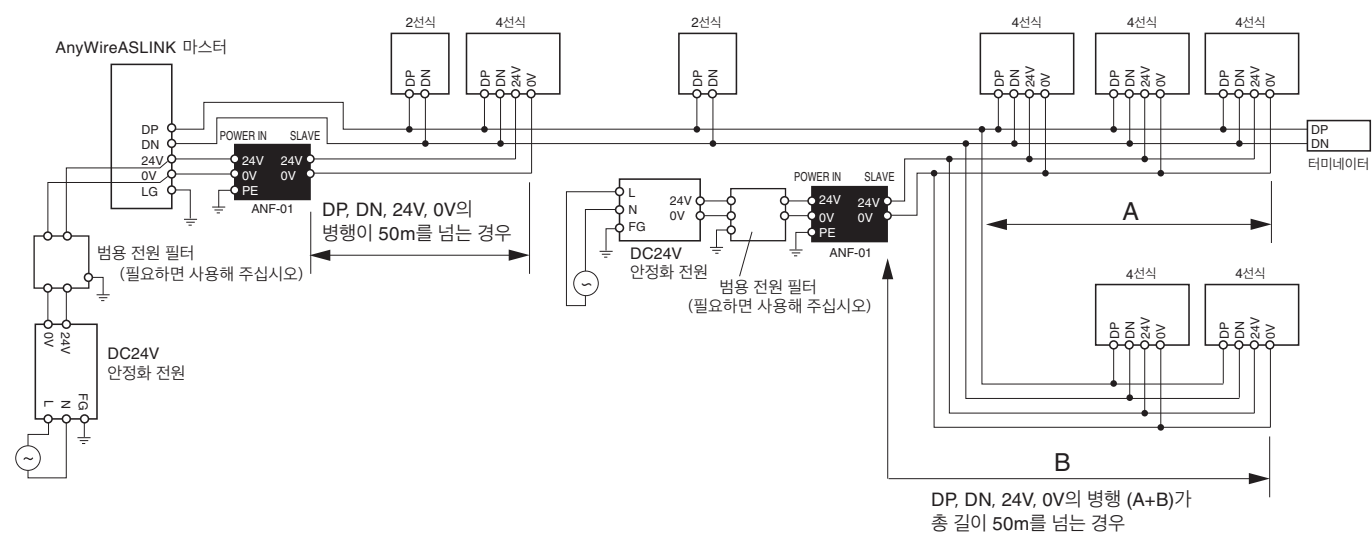 AnyWireASLINK 마스터
DP
DN
24V
0V
LG
POWER IN SLAVE
24V 24V
0V 0V
PE
ANF-01
범용 전원 필터
(필요하면 사용해 주십시오)
0V 24V
DC24V
안정화 전원
L N FG
~
2선식
DP DN
4선식
DP DN 24V 0V
DP, DN, 24V, 0V의
병행이 50m를 넘는 경우
2선식
DP DN
L
N
FG
24V
0V
DC24V
안정화 전원
~
범용 전원 필터
(필요하면 사용해 주십시오)
POWER IN SLAVE
24V 24V
0V 0V
PE
ANF-01
4선식
DP DN 24V 0V
4선식
DP DN 24V 0V
4선식
DP DN 24V 0V
DP
DN
터미네이터
A
4선식
DP DN 24V 0V
4선식
DP DN 24V 0V
B
DP, DN, 24V, 0V의 병행 (A+B)가
총 길이 50m를 넘는 경우